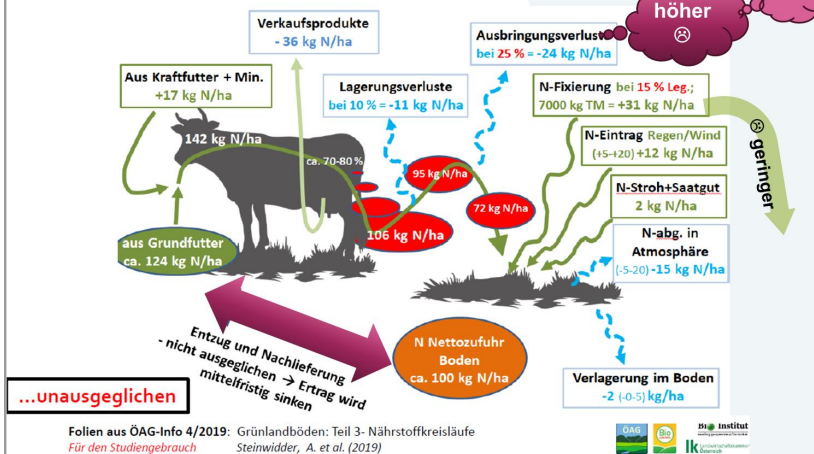 höher
Verkaufsprodukte
- 36 kg N/ha
Ausbringungsverluste
bei 25 % = -24 kg N/ha
Aus Kraftfutter + Min.
+17 kg N/ha
Lagerungsverluste
bei 10 % = -11 kg N/ha
N-Fixierung bei 15 % Leg.;
7000 kg TM = +31 kg N/ha
geringer
142 kg N/ha
ca. 70-80 %
95 kg N/ha
N-Eintrag Regen/Wind
(+5-+20) +12 kg N/ha
72 kg N/ha
N-Stroh+Saatgut
2 kg N/ha
106 kg N/ha
aus Grundfutter
ca. 124 kg N/ha
N-abg. in
Atmosphäre
(-5-20) -15 kg N/ha
Entzug und Nachlieferung
- nicht ausgeglichen → Ertrag wird
mittelfristig sinken
N Nettozufuhr
Boden
ca. 100 kg N/ha
Verlagerung im Boden
-2 (-0-5) kg/ha
...unausgeglichen
Folien aus ÖAG-Info 4/2019: Grünlandböden: Teil 3- Nährstoffkreisläufe
Für den Studiengebrauch Steinwidder, A. et al. (2019)
ÖAG
Bio
Bio Institut
lk Landwirtschaftskammer
Österreich